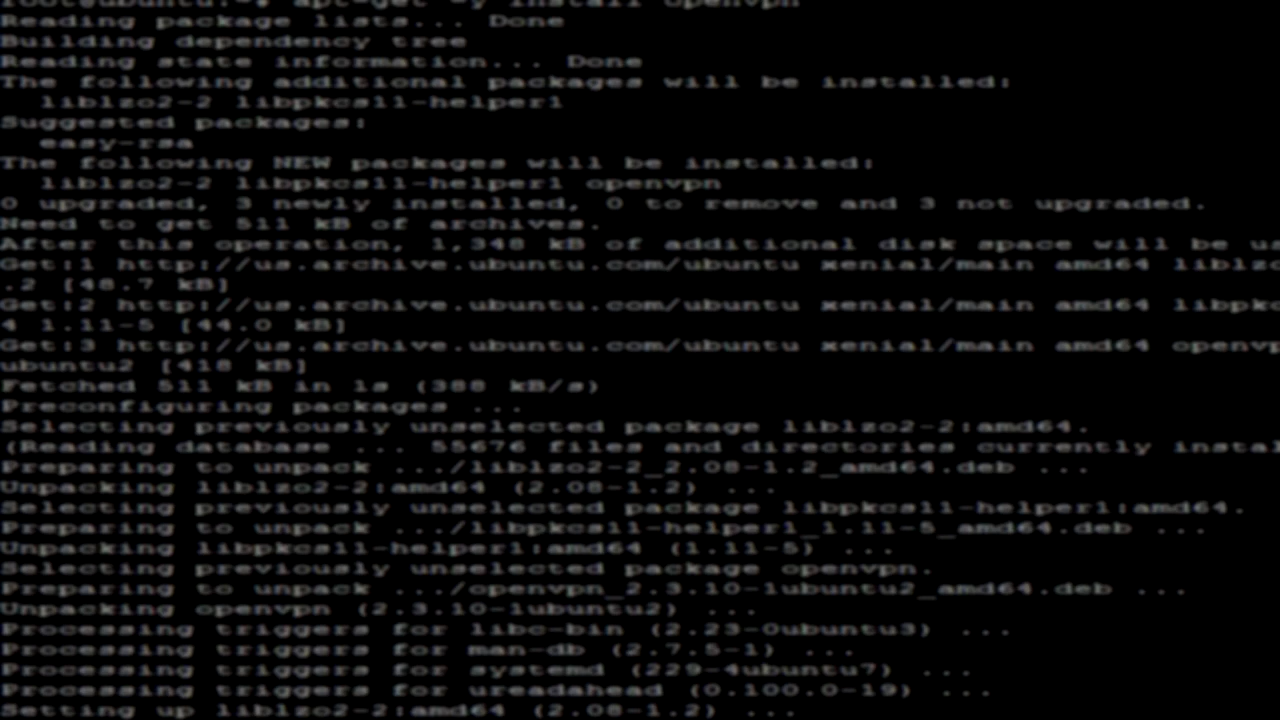 root@ubuntu:~# apt-get -y install openvpn
Reading package lists... Done
Building dependency tree
Reading state information... Done
The following additional packages will be installed:
  liblzo2-2 libpkcs11-helper1
Suggested packages:
  easy-rsa
The following NEW packages will be installed:
  liblzo2-2 libpkcs11-helper1 openvpn
0 upgraded, 3 newly installed, 0 to remove and 3 not upgraded.
Need to get 511 kB of archives.
After this operation, 1,348 kB of additional disk space will be us
Get:1 http://us.archive.ubuntu.com/ubuntu xenial/main amd64 liblzo
.2 [48.7 kB]
Get:2 http://us.archive.ubuntu.com/ubuntu xenial/main amd64 libpkc
4 1.11-5 [44.0 kB]
Get:3 http://us.archive.ubuntu.com/ubuntu xenial/main amd64 openvp
ubuntu2 [418 kB]
Fetched 511 kB in 1s (388 kB/s)
Preconfiguring packages ...
Selecting previously unselected package liblzo2-2:amd64.
(Reading database ... 55676 files and directories currently instal
Preparing to unpack .../liblzo2-2_2.08-1.2_amd64.deb ...
Unpacking liblzo2-2:amd64 (2.08-1.2) ...
Selecting previously unselected package libpkcs11-helper1:amd64.
Preparing to unpack .../libpkcs11-helper1_1.11-5_amd64.deb ...
Unpacking libpkcs11-helper1:amd64 (1.11-5) ...
Selecting previously unselected package openvpn.
Preparing to unpack .../openvpn_2.3.10-1ubuntu2_amd64.deb ...
Unpacking openvpn (2.3.10-1ubuntu2) ...
Processing triggers for libc-bin (2.23-0ubuntu3) ...
Processing triggers for man-db (2.7.5-1) ...
Processing triggers for systemd (229-4ubuntu7) ...
Processing triggers for ureadahead (0.100.0-19) ...
Setting up liblzo2-2:amd64 (2.08-1.2) ...